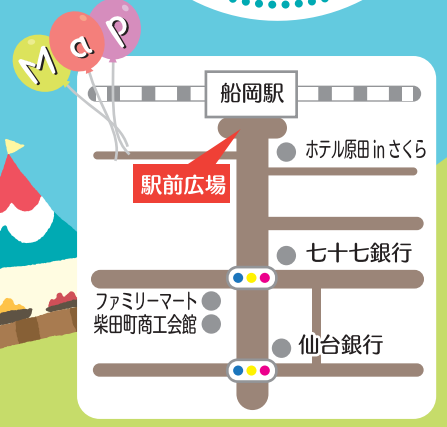 Map
船岡駅
ホテル原田 in さくら
駅前広場
七十七銀行
ファミリーマート
柴田町商工会館
仙台銀行